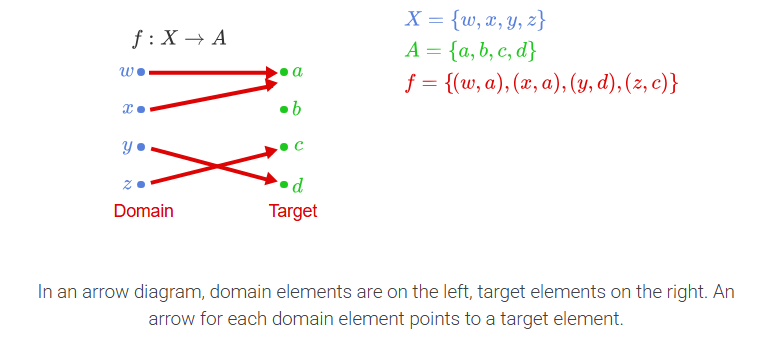 f : X → A
w a
x b
y c
z d
Domain Target
X = {w, x, y, z}
A = {a, b, c, d}
f = {(w, a), (x, a), (y, d), (z, c)}
In an arrow diagram, domain elements are on the left, target elements on the right. An
arrow for each domain element points to a target element.